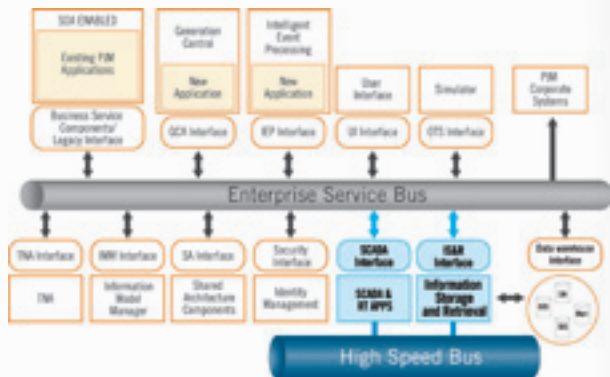 SOA ENABLED
Existing PJM
Applications
Business Service
Components/
Legacy Interface
Generation
Control
New
Application
GCA Interface
Intelligent
Event
Processing
New
Application
IEP Interface
User
Interface
UI Interface
Simulator
OTS Interface
PJM
Corporate
Systems
Enterprise Service Bus
TNA Interface
TNA
IMM Interface
Information
Model
Manager
SA Interface
Shared
Architecture
Components
Security
Interface
Identity
Management
SCADA
Interface
SCADA &
RT APPS
IS&R
Interface
Information
Storage
and Retrieval
Data warehouse
Interface
High Speed Bus